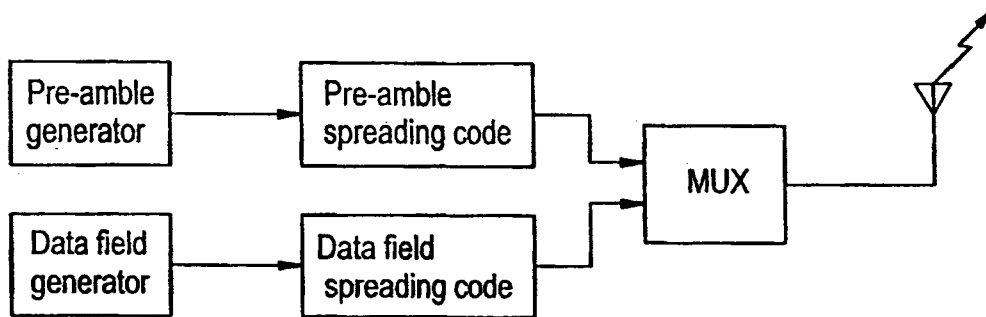 Pre-amble
generator
Pre-amble
spreading code
MUX
Data field
generator
Data field
spreading code